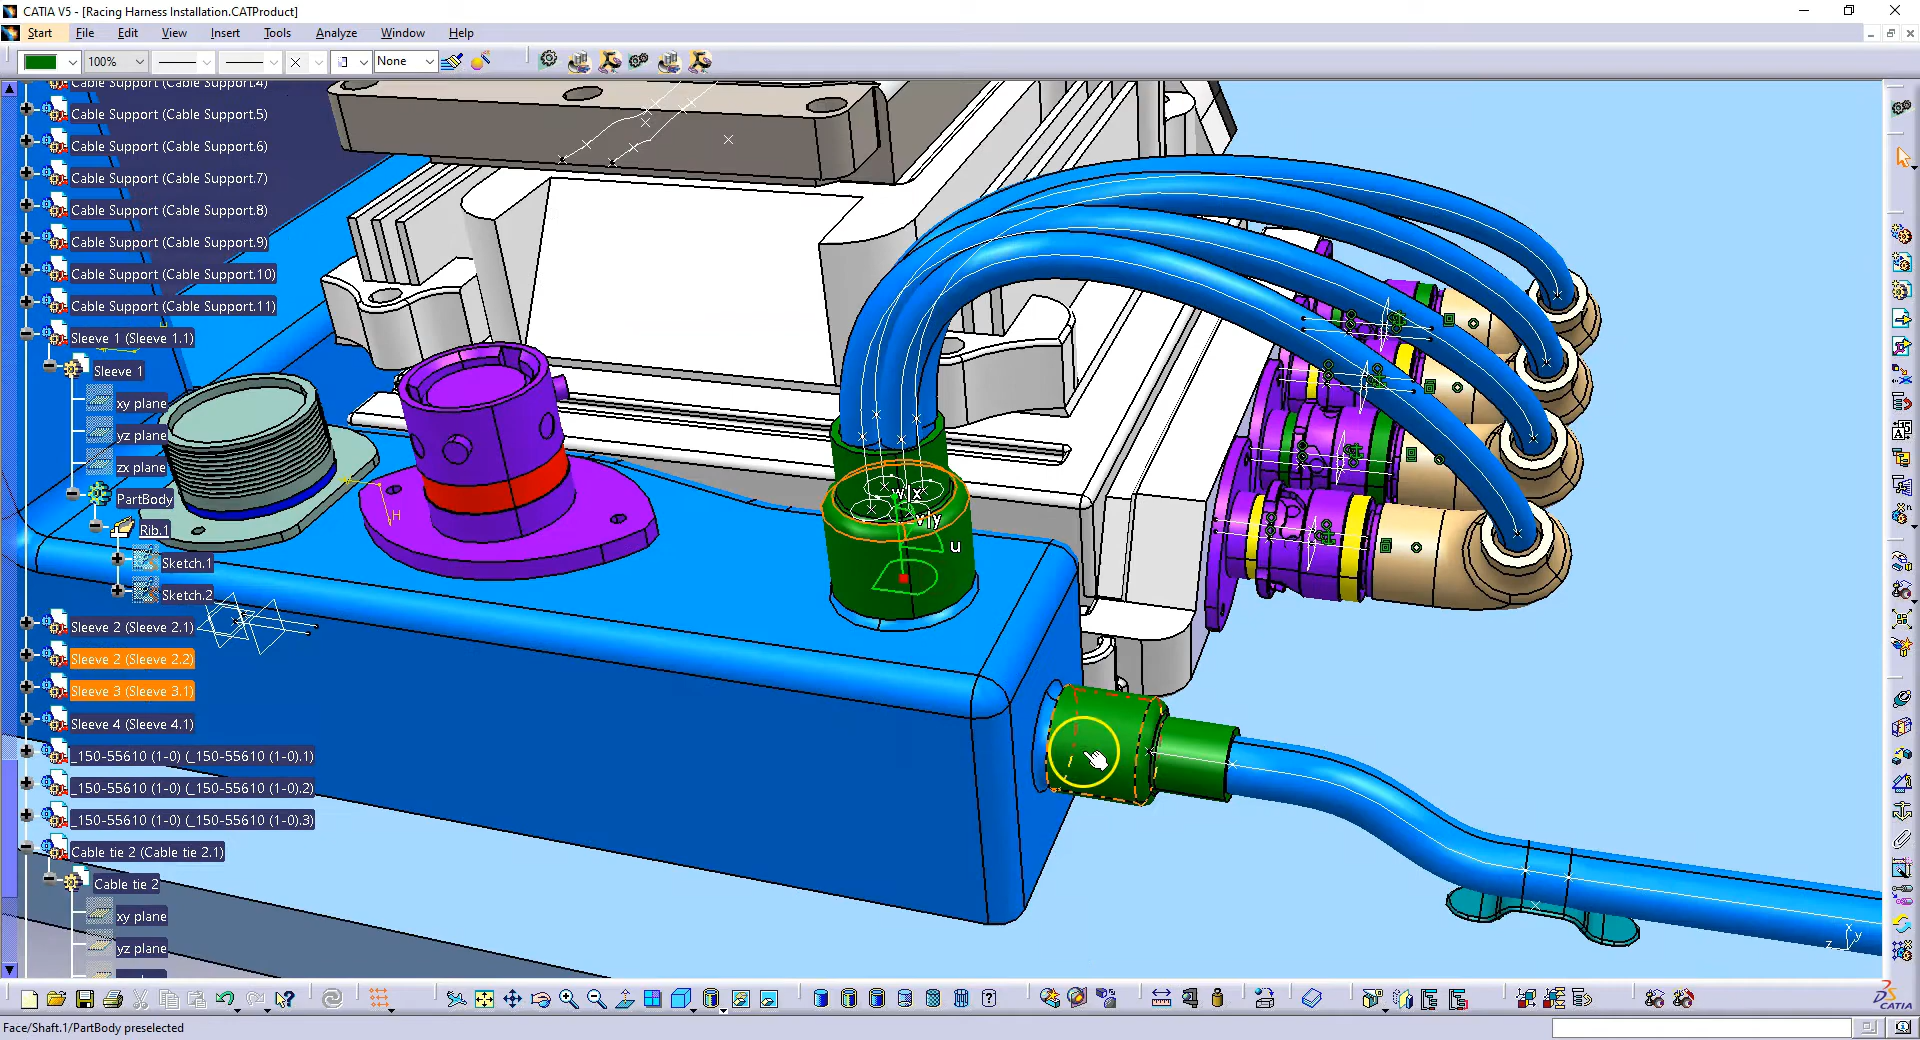 CATIA V5 - [Racing Harness Installation.CATProduct]
Start File Edit View Insert Tools Analyze Window Help
100% None
Cable Support (Cable Support.4)
Cable Support (Cable Support.5)
Cable Support (Cable Support.6)
Cable Support (Cable Support.7)
Cable Support (Cable Support.8)
Cable Support (Cable Support.9)
Cable Support (Cable Support.10)
Cable Support (Cable Support.11)
Sleeve 1 (Sleeve 1.1)
Sleeve 1
xy plane
yz plane
zx plane
PartBody
Rib.1
Sketch.1
Sketch.2
Sleeve 2 (Sleeve 2.1)
Sleeve 2 (Sleeve 2.2)
Sleeve 3 (Sleeve 3.1)
Sleeve 4 (Sleeve 4.1)
_150-55610 (1-0) (_150-55610 (1-0).1)
_150-55610 (1-0) (_150-55610 (1-0).2)
_150-55610 (1-0) (_150-55610 (1-0).3)
Cable tie 2 (Cable tie 2.1)
Cable tie 2
xy plane
yz plane
H
w x
v|y
u
x
y
z
CATIA
Face/Shaft.1/PartBody preselected